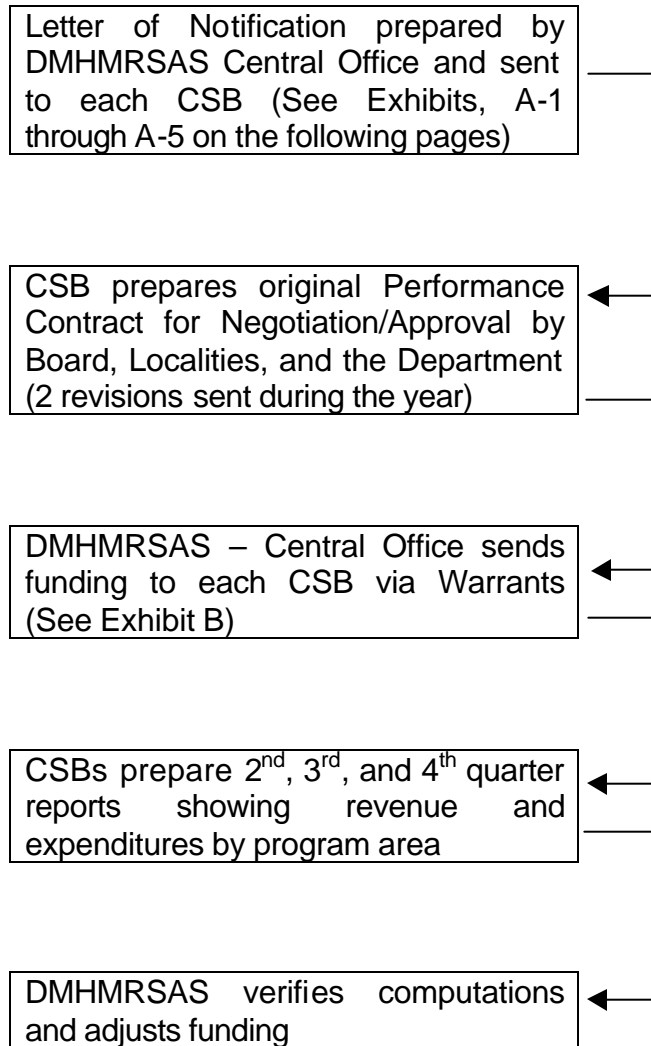 Letter of Notification prepared by
DMHMRSAS Central Office and sent
to each CSB (See Exhibits, A-1
through A-5 on the following pages)
CSB prepares original Performance
Contract for Negotiation/Approval by
Board, Localities, and the Department
(2 revisions sent during the year)
DMHMRSAS – Central Office sends
funding to each CSB via Warrants
(See Exhibit B)
CSBs prepare 2nd, 3rd, and 4th quarter
reports showing revenue and
expenditures by program area
DMHMRSAS verifies computations
and adjusts funding